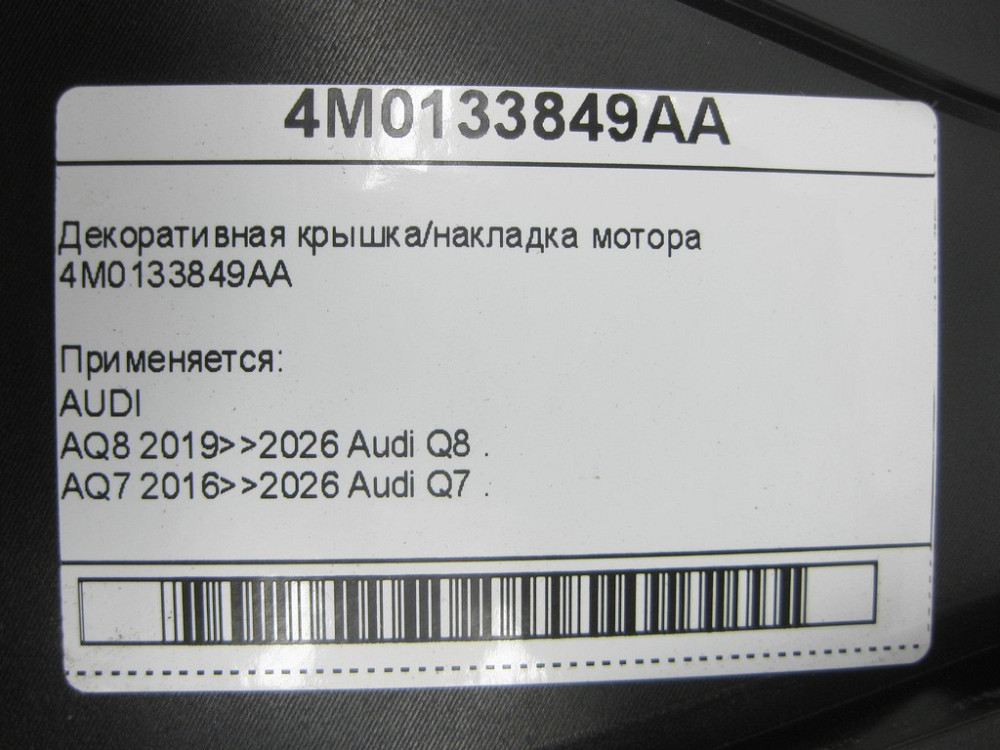 4M0133849AA
Декоративная крышка/накладка мотора
4M0133849AA
Применяется:
AUDI
AQ8 2019>>2026 Audi Q8 .
AQ7 2016>>2026 Audi Q7 .